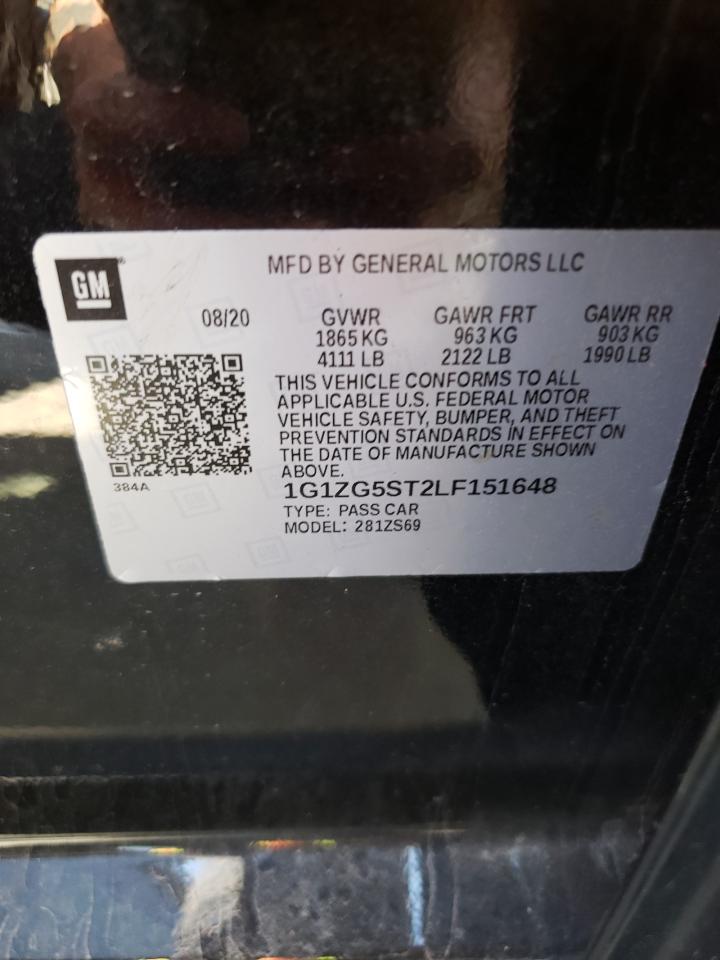 GM
MFD BY GENERAL MOTORS LLC
08/20
GVWR GAWR FRT GAWR RR
1865 KG 963 KG 903 KG
4111 LB 2122 LB 1990 LB
THIS VEHICLE CONFORMS TO ALL
APPLICABLE U.S. FEDERAL MOTOR
VEHICLE SAFETY, BUMPER, AND THEFT
PREVENTION STANDARDS IN EFFECT ON
THE DATE OF MANUFACTURE SHOWN
ABOVE.
384A
1G1ZG5ST2LF151648
TYPE: PASS CAR
MODEL: 281ZS69